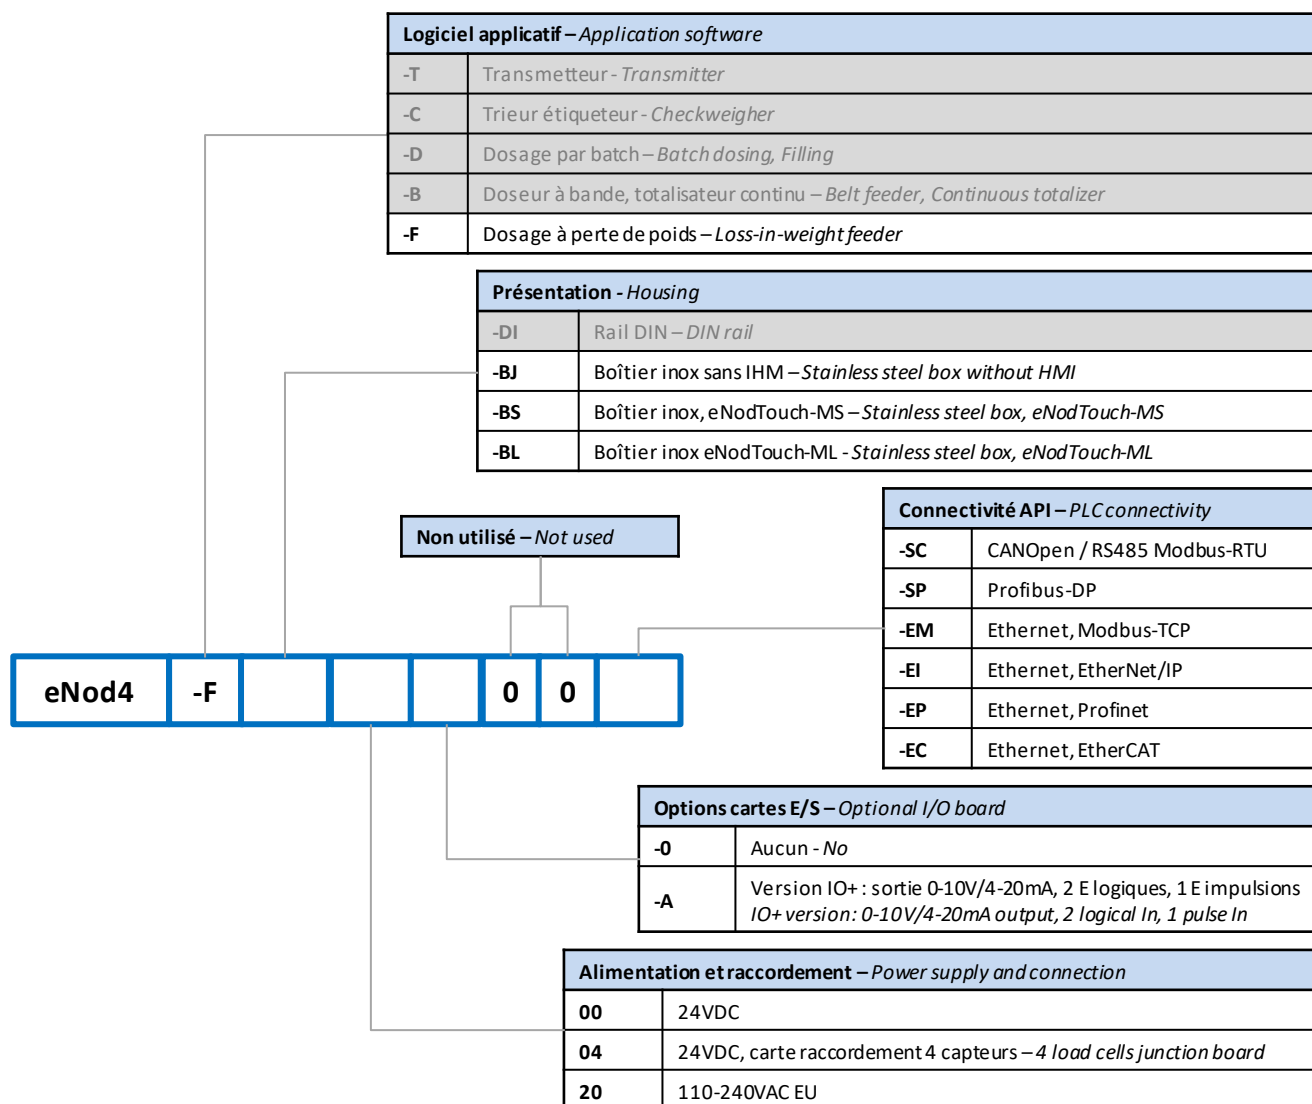 Logiciel applicatif – Application software
-T Transmetteur - Transmitter
-C Trieur étiqueteur - Checkweigher
-D Dosage par batch – Batch dosing, Filling
-B Doseur à bande, totalisateur continu – Belt feeder, Continuous totalizer
-F Dosage à perte de poids – Loss-in-weight feeder
Présentation - Housing
-DI Rail DIN – DIN rail
-BJ Boîtier inox sans IHM – Stainless steel box without HMI
-BS Boîtier inox, eNodTouch-MS – Stainless steel box, eNodTouch-MS
-BL Boîtier inox eNodTouch-ML - Stainless steel box, eNodTouch-ML
Non utilisé – Not used
Connectivité API – PLC connectivity
-SC CANOpen / RS485 Modbus-RTU
-SP Profibus-DP
-EM Ethernet, Modbus-TCP
-EI Ethernet, EtherNet/IP
-EP Ethernet, Profinet
-EC Ethernet, EtherCAT
eNod4 -F 0 0
Options cartes E/S – Optional I/O board
-0 Aucun - No
-A Version IO+ : sortie 0-10V/4-20mA, 2 E logiques, 1 E impulsions
IO+ version: 0-10V/4-20mA output, 2 logical In, 1 pulse In
Alimentation et raccordement – Power supply and connection
00 24VDC
04 24VDC, carte raccordement 4 capteurs – 4 load cells junction board
20 110-240VAC EU